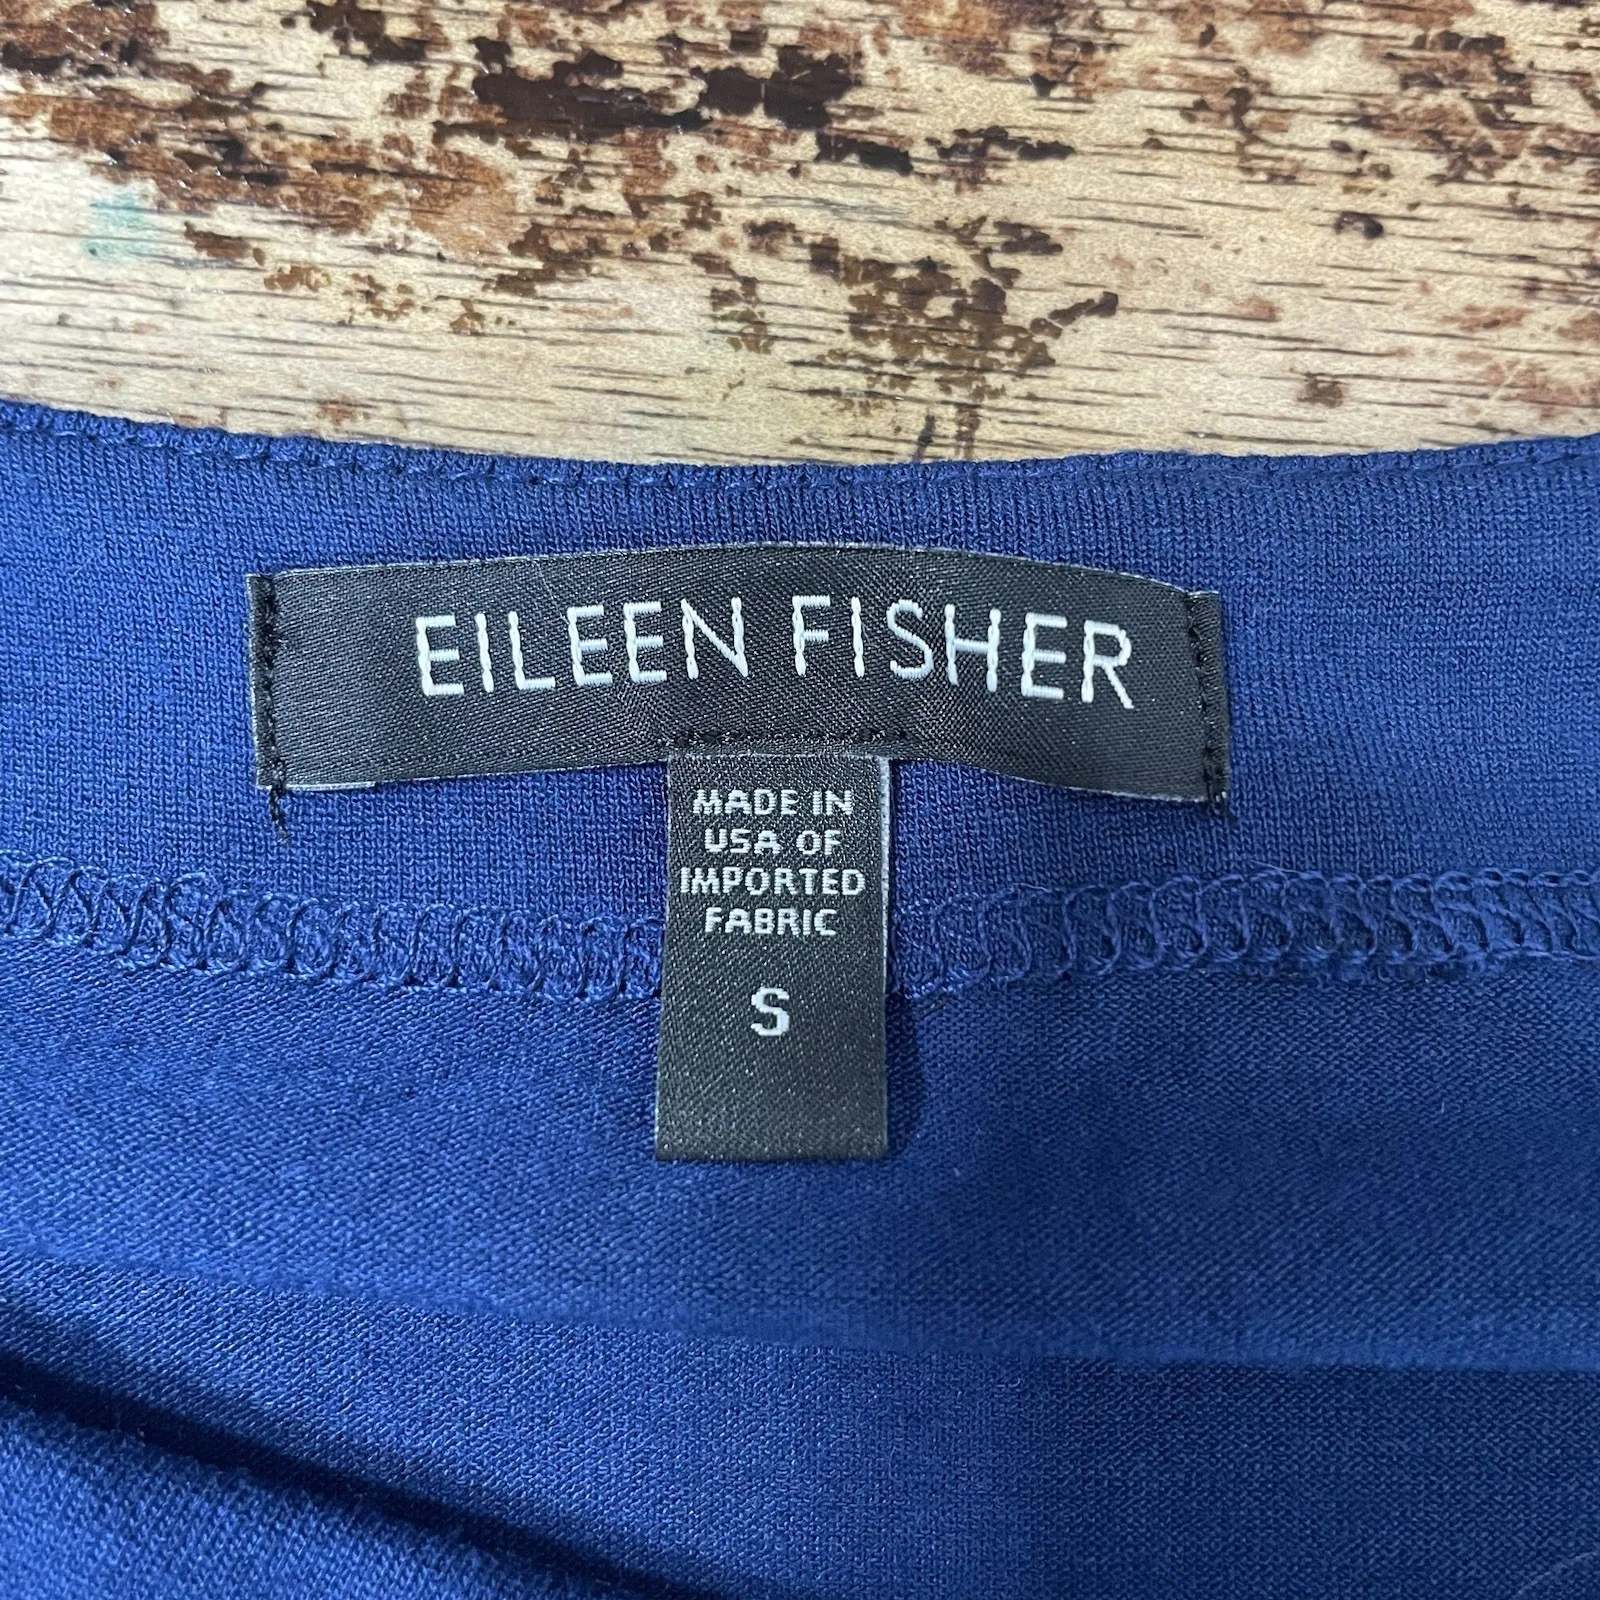 EILEEN FISHER
MADE IN
USA OF
IMPORTED
FABRIC
S